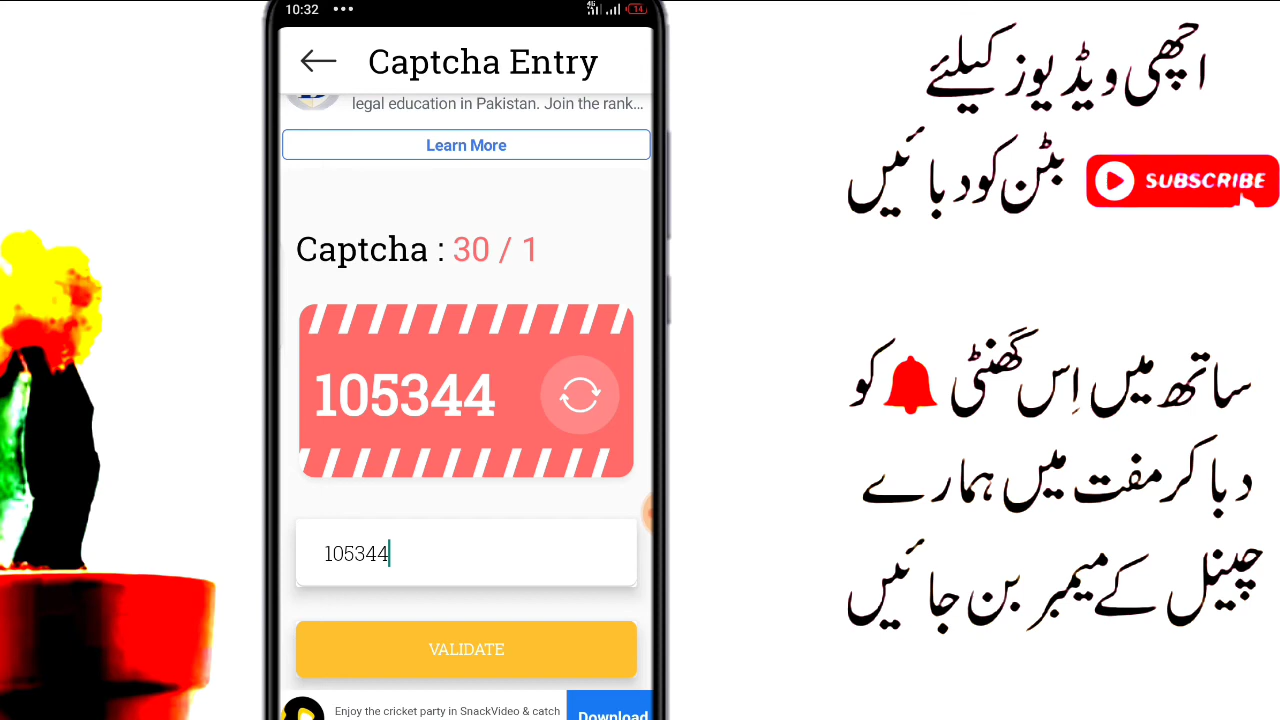 10:32
4G
14
Captcha Entry
legal education in Pakistan. Join the rank...
Learn More
Captcha : 30 / 1
105344
105344
VALIDATE
Enjoy the cricket party in SnackVideo & catch
Download
اچھی ویڈیوز کیلئے
SUBSCRIBE بٹن کو دبائیں
ساتھ میں اِس گھنٹی کو
دبا کر مفت میں ہمارے
چینل کے میمبر بن جائیں